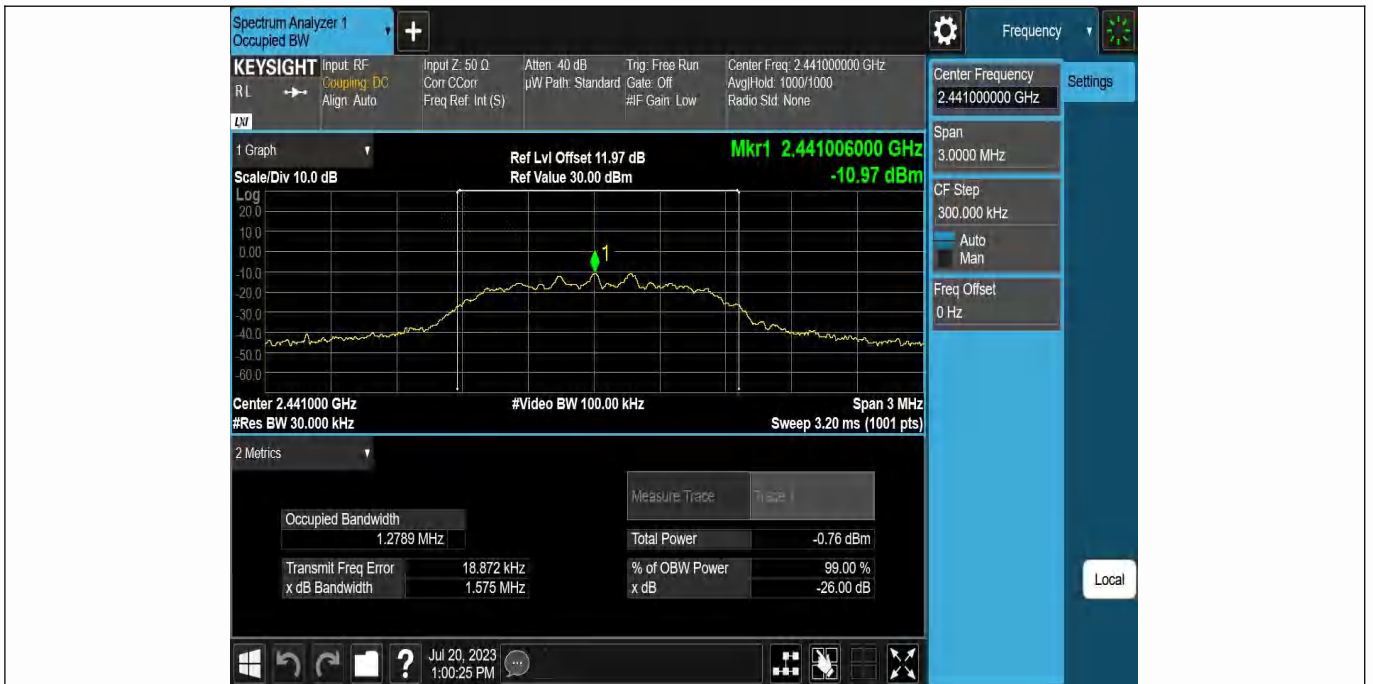 Spectrum Analyzer 1
Occupied BW
+
Frequency
KEYSIGHT
RL
LXI
Input: RF
Coupling: DC
Align: Auto
Input Z: 50 Ω
Corr CCorr
Freq Ref: Int (S)
Atten: 40 dB
µW Path: Standard
Trig: Free Run
Gate: Off
#IF Gain: Low
Center Freq: 2.441000000 GHz
Avg|Hold: 1000/1000
Radio Std: None
Center Frequency
2.441000000 GHz
Settings
Span
3.0000 MHz
CF Step
300.000 kHz
Auto
Man
Freq Offset
0 Hz
Local
1 Graph
Scale/Div 10.0 dB
Ref Lvl Offset 11.97 dB
Ref Value 30.00 dBm
Mkr1 2.441006000 GHz
-10.97 dBm
Log
20.0
10.0
0.00
-10.0
-20.0
-30.0
-40.0
-50.0
-60.0
1
Center 2.441000 GHz
#Res BW 30.000 kHz
#Video BW 100.00 kHz
Span 3 MHz
Sweep 3.20 ms (1001 pts)
2 Metrics
Measure Trace
Trace 1
Occupied Bandwidth
1.2789 MHz
Total Power
-0.76 dBm
Transmit Freq Error
18.872 kHz
% of OBW Power
99.00 %
x dB Bandwidth
1.575 MHz
x dB
-26.00 dB
?
Jul 20, 2023
1:00:25 PM